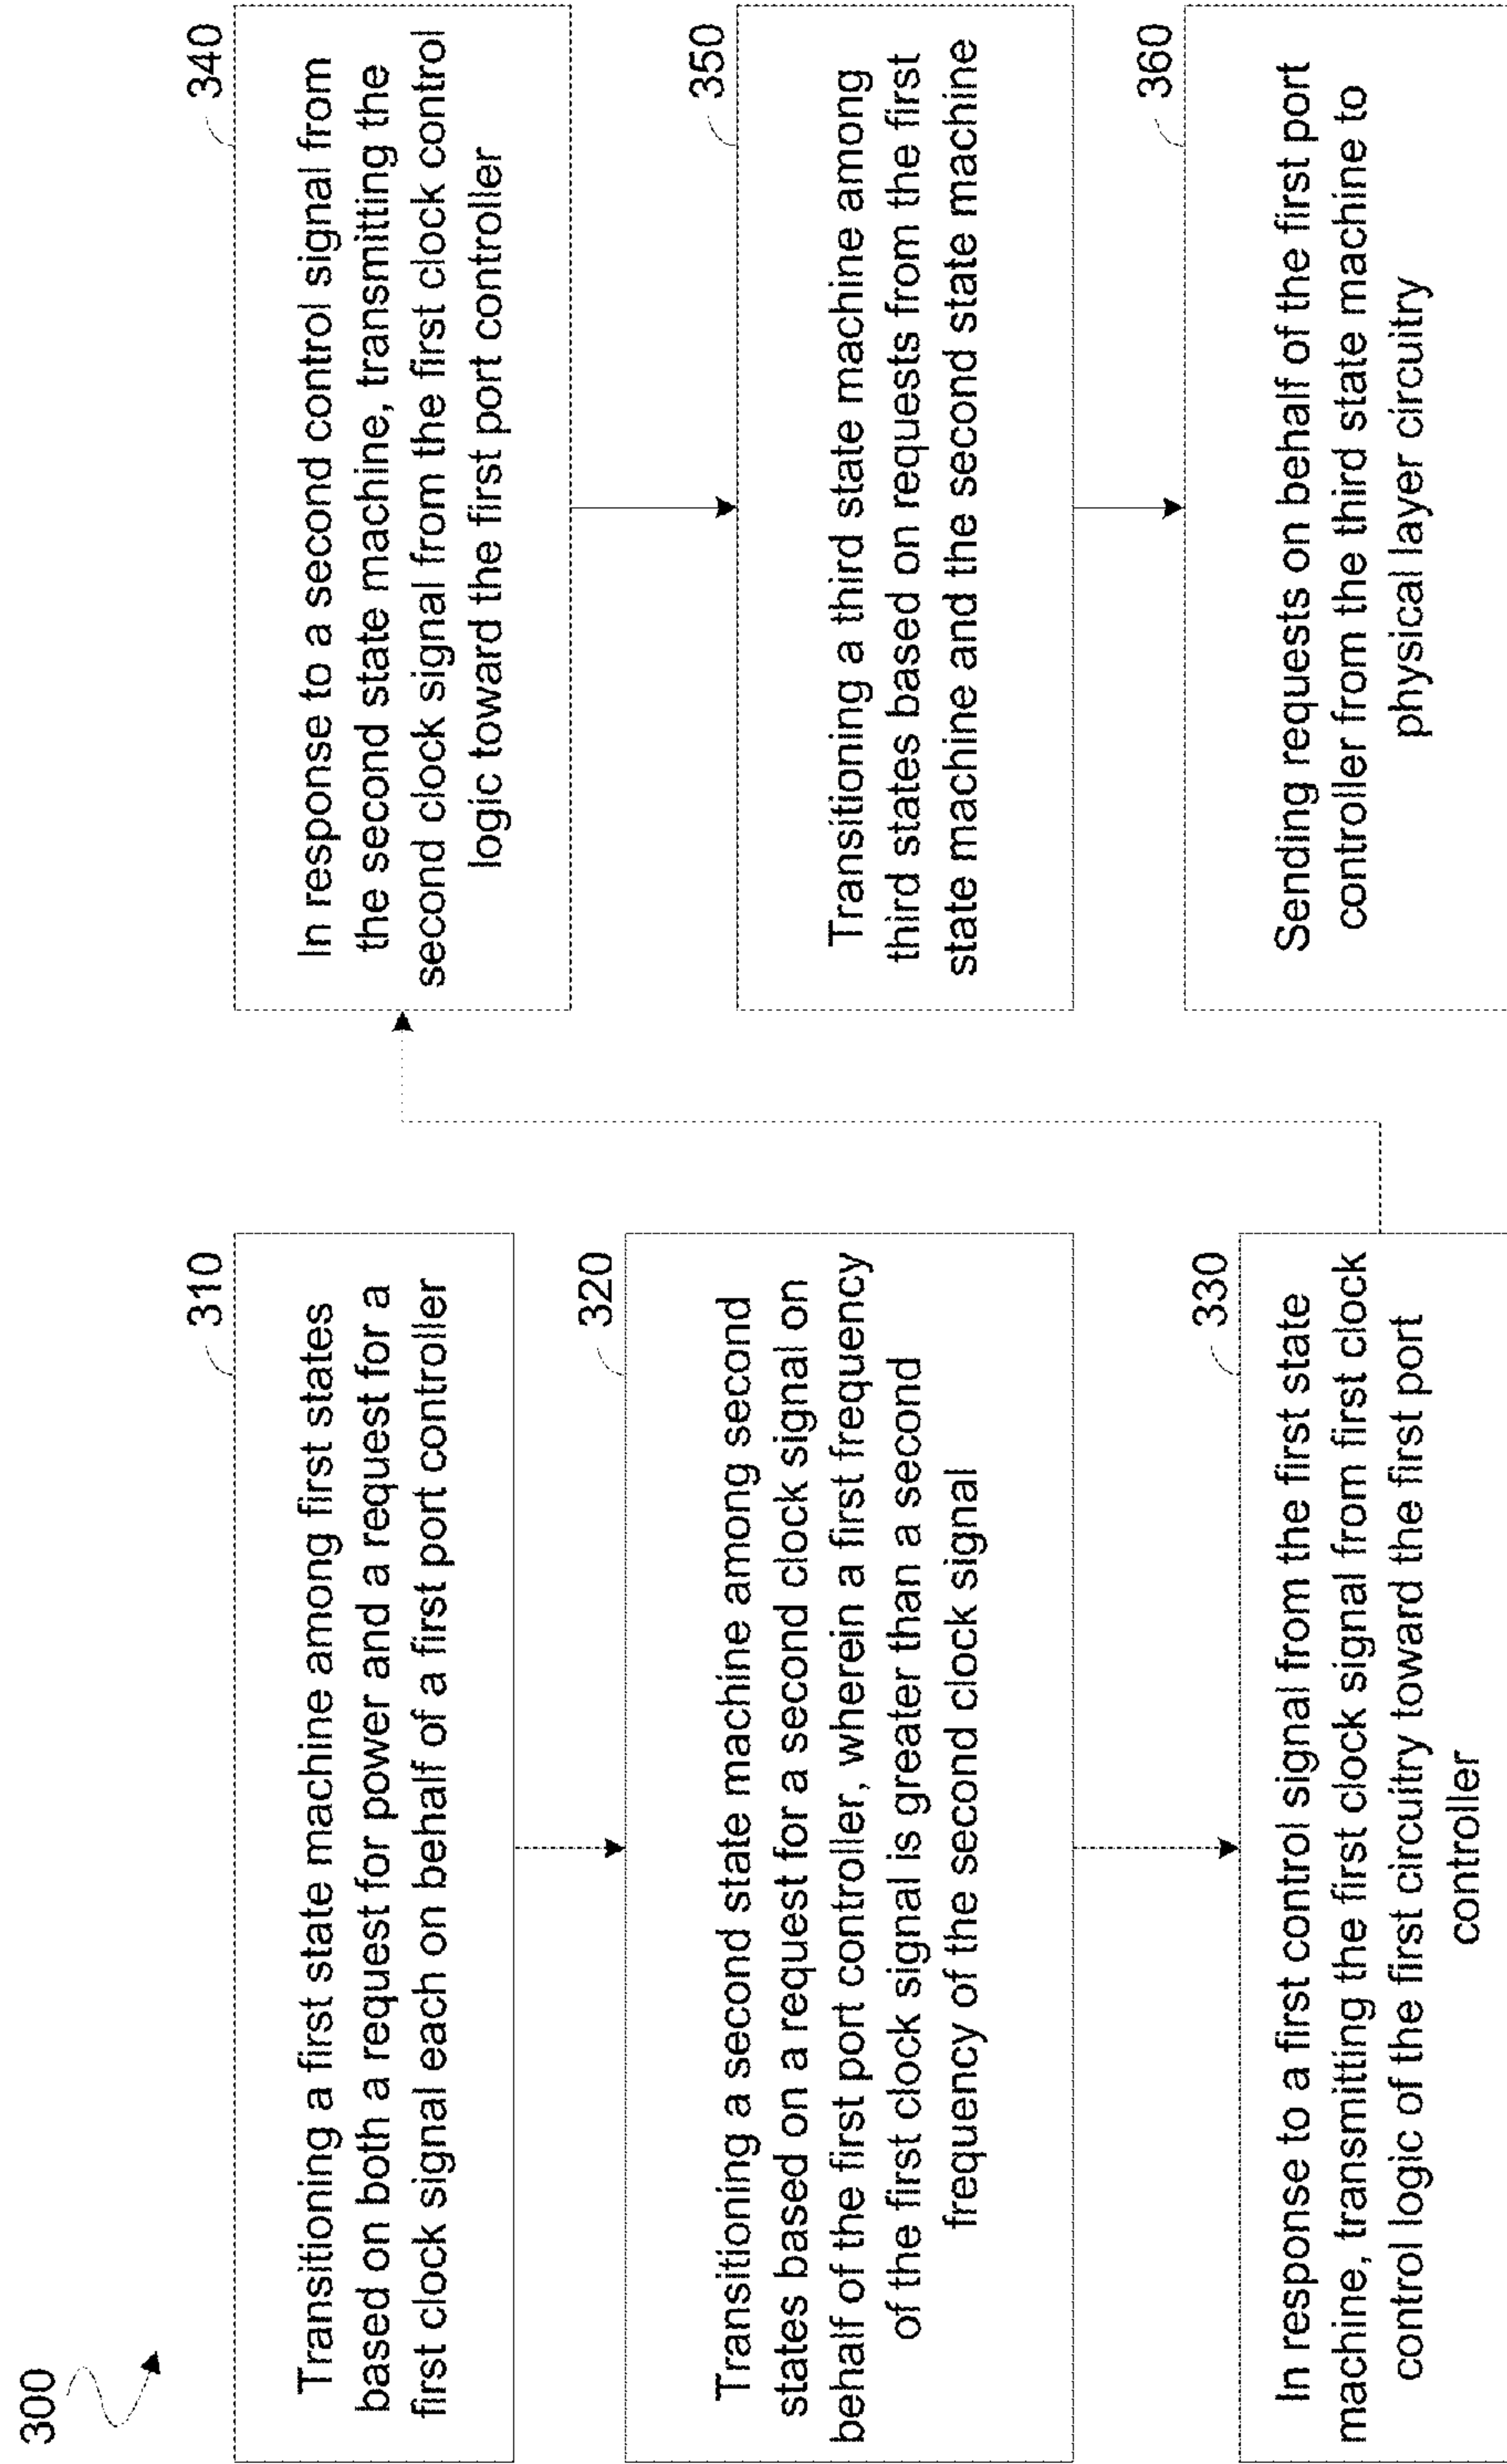 300
310
Transitioning a first state machine among first states
based on both a request for power and a request for a
first clock signal each on behalf of a first port controller
320
Transitioning a second state machine among second
states based on a request for a second clock signal on
behalf of the first port controller, wherein a first frequency
of the first clock signal is greater than a second
frequency of the second clock signal
330
In response to a first control signal from the first state
machine, transmitting the first clock signal from first clock
control logic of the first circuitry toward the first port
controller
340
In response to a second control signal from
the second state machine, transmitting the
second clock signal from the first clock control
logic toward the first port controller
350
Transitioning a third state machine among
third states based on requests from the first
state machine and the second state machine
360
Sending requests on behalf of the first port
controller from the third state machine to
physical layer circuitry